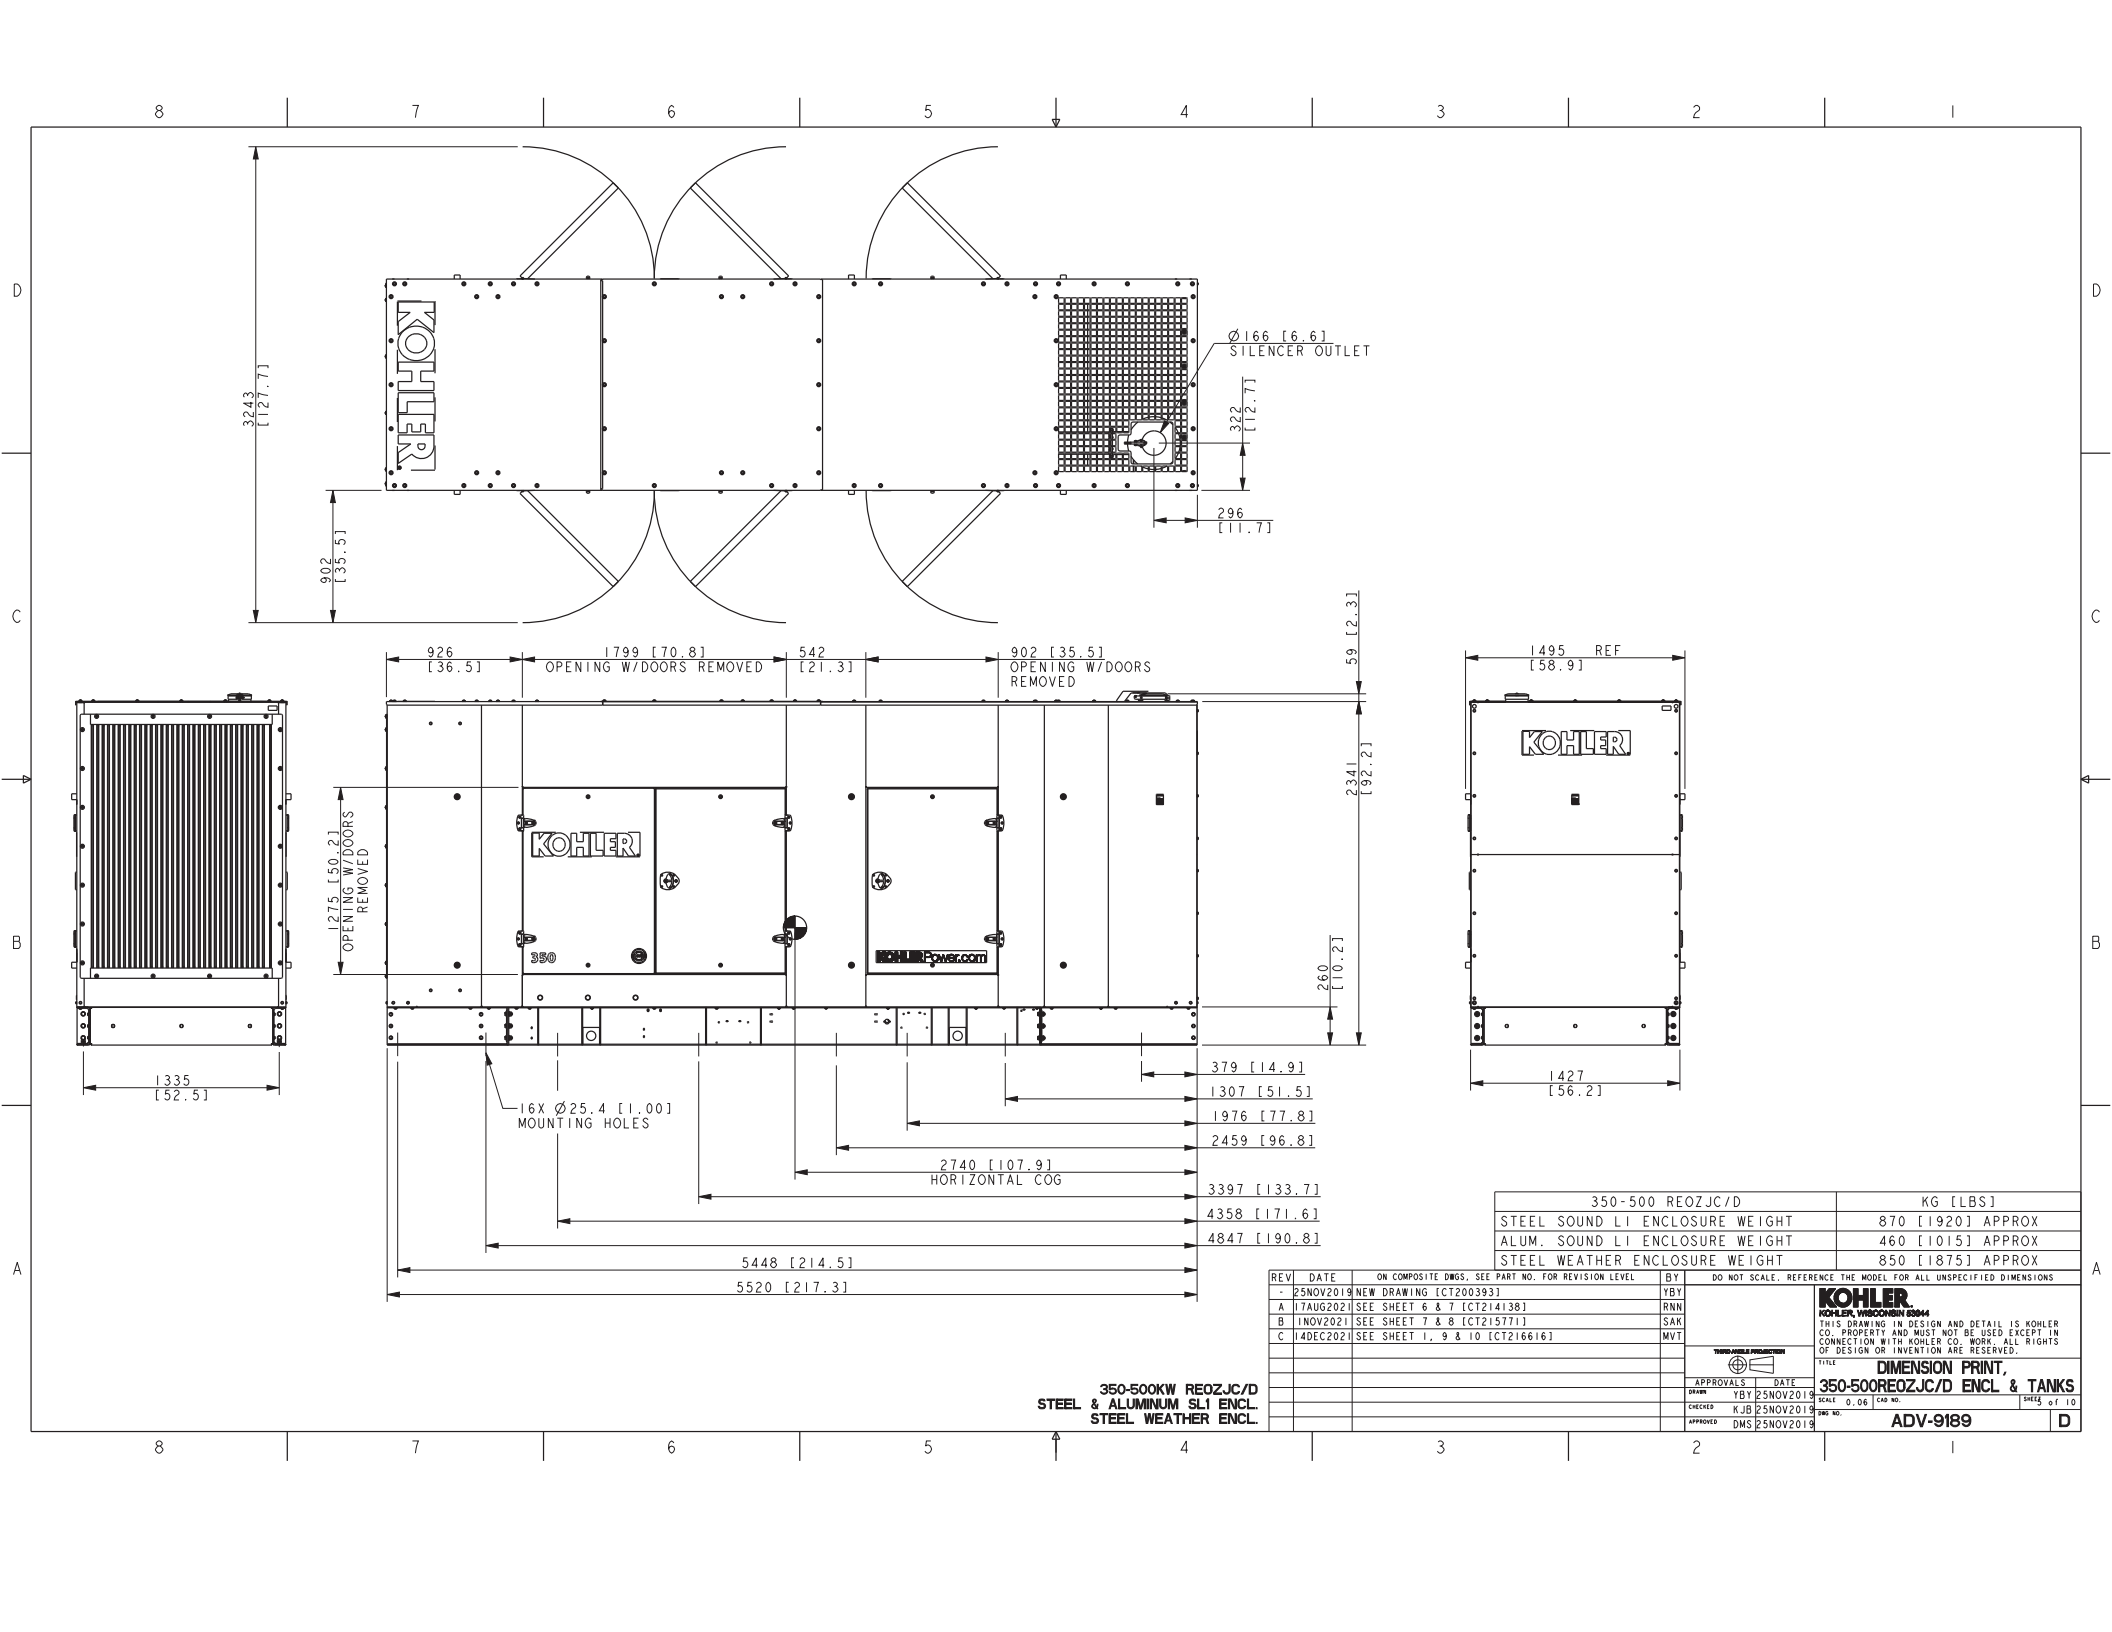 8 7 6 5 4 3 2 1
D
D
C
C
B
B
A
A
3243
[127.7]
902
[35.5]
KOHLER
Ø166 [6.6]
SILENCER OUTLET
322
[12.7]
296
[11.7]
926
[36.5]
1799 [70.8]
OPENING W/DOORS REMOVED
542
[21.3]
902 [35.5]
OPENING W/DOORS
REMOVED
59 [2.3]
2341
[92.2]
1495 REF
[58.9]
1275 [50.2]
OPENING W/DOORS
REMOVED
KOHLER
350
KOHLERPower.com
KOHLER
260
[10.2]
1335
[52.5]
1427
[56.2]
16X Ø25.4 [1.00]
MOUNTING HOLES
379 [14.9]
1307 [51.5]
1976 [77.8]
2459 [96.8]
2740 [107.9]
HORIZONTAL COG
3397 [133.7]
4358 [171.6]
4847 [190.8]
5448 [214.5]
5520 [217.3]
350-500 REOZJC/D KG [LBS]
STEEL SOUND L1 ENCLOSURE WEIGHT 870 [1920] APPROX
ALUM. SOUND L1 ENCLOSURE WEIGHT 460 [1015] APPROX
STEEL WEATHER ENCLOSURE WEIGHT 850 [1875] APPROX
REV DATE ON COMPOSITE DWGS, SEE PART NO. FOR REVISION LEVEL BY
- 25NOV2019 NEW DRAWING [CT200393] YBY
A 17AUG2021 SEE SHEET 6 & 7 [CT214138] RNN
B 1NOV2021 SEE SHEET 7 & 8 [CT215771] SAK
C 14DEC2021 SEE SHEET 1, 9 & 10 [CT216616] MVT
DO NOT SCALE, REFERENCE THE MODEL FOR ALL UNSPECIFIED DIMENSIONS
KOHLER.
KOHLER, WISCONSIN 53044
THIS DRAWING IN DESIGN AND DETAIL IS KOHLER
CO. PROPERTY AND MUST NOT BE USED EXCEPT IN
CONNECTION WITH KOHLER CO. WORK. ALL RIGHTS
OF DESIGN OR INVENTION ARE RESERVED.
THIRD ANGLE PROJECTION
APPROVALS DATE
DRAWN YBY 25NOV2019
CHECKED KJB 25NOV2019
APPROVED DMS 25NOV2019
TITLE
DIMENSION PRINT,
350-500REOZJC/D ENCL & TANKS
SCALE 0.06 CAD NO. SHEET 5 of 10
DWG NO. ADV-9189 D
350-500KW REOZJC/D
STEEL & ALUMINUM SL1 ENCL.
STEEL WEATHER ENCL.
8 7 6 5 4 3 2 1